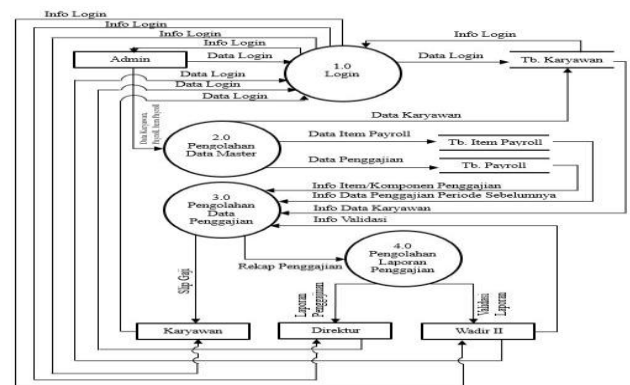 Info Login
Info Login
Info Login
Info Login
Info Login
Admin
Data Login
Data Login
Data Login
Data Login
1.0
Login
Data Login
Tb. Karyawan
Data Karyawan
Data Karyawan,
Payroll, Item Payroll
2.0
Pengolahan
Data Master
Data Item Payroll
Tb. Item Payroll
Data Penggajian
Tb. Payroll
Info Item/Komponen Penggajian
Info Data Penggajian Periode Sebelumnya
Info Data Karyawan
Info Validasi
3.0
Pengolahan
Data
Penggajian
4.0
Pengolahan
Laporan
Penggajian
Rekap Penggajian
Slip Gaji
Laporan
Penggajian
Validasi
Laporan
Karyawan
Direktur
Wadir II